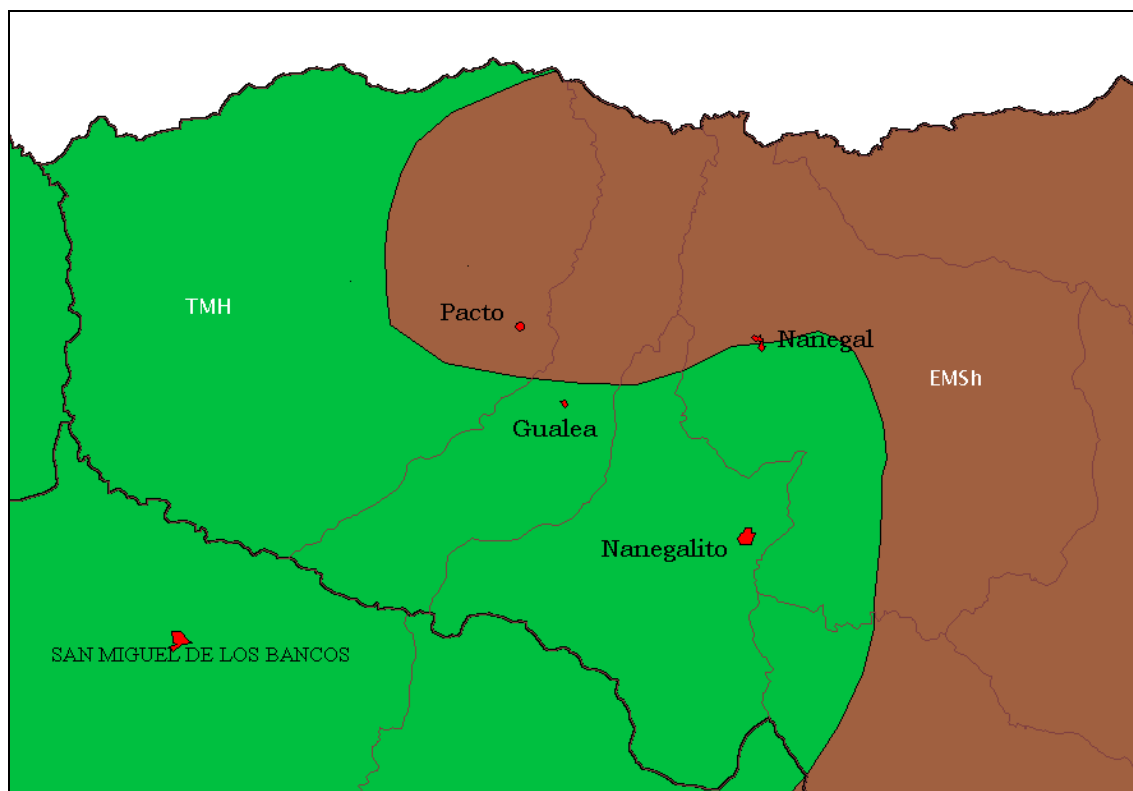 TMH
Pacto
Nanegal
EMSh
Gualea
Nanegalito
SAN MIGUEL DE LOS BANCOS